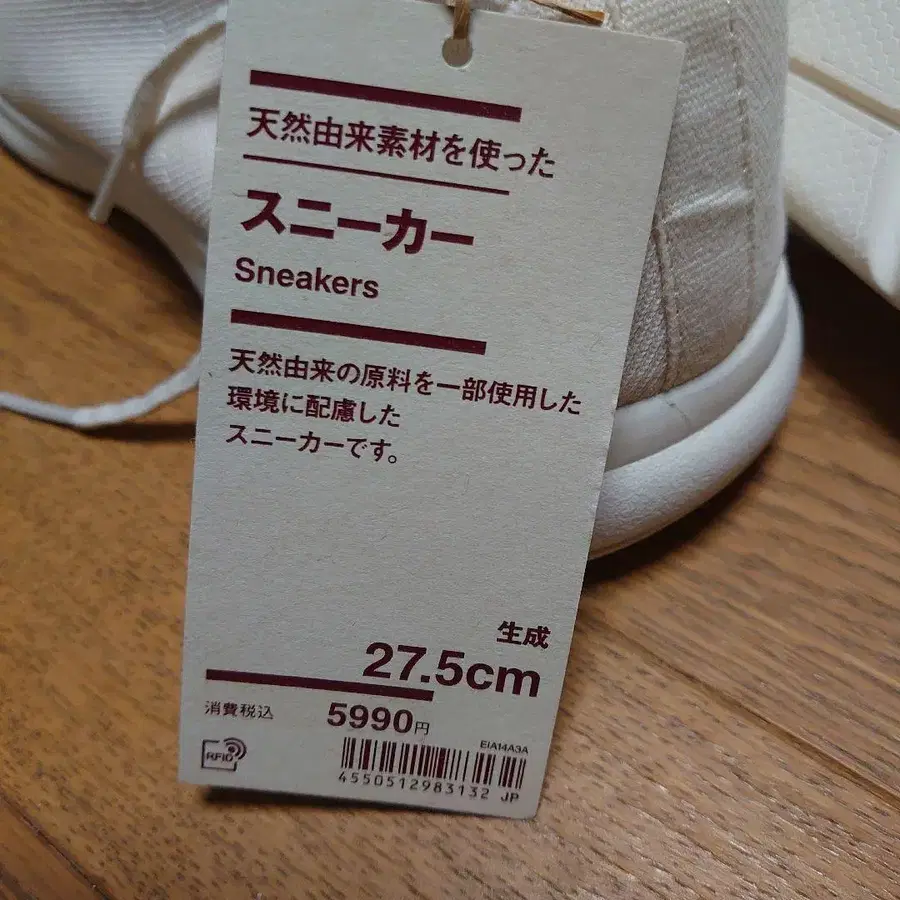 天然由来素材を使った
スニーカー
Sneakers
天然由来の原料を一部使用した
環境に配慮した
スニーカーです。
生成
27.5cm
消費税込 5990円
RFID
EIA14A3A
4550512983132 JP